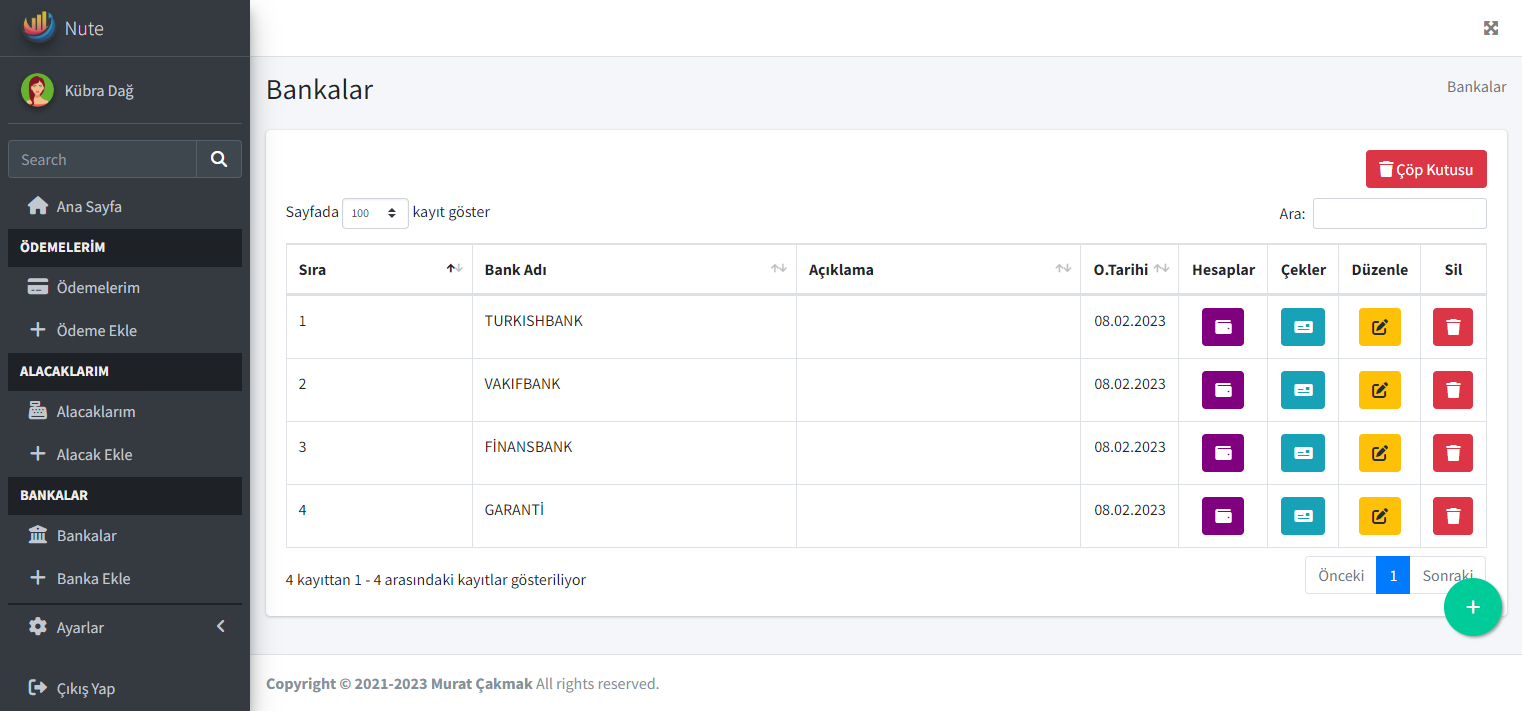 Nute
Kübra Dağ
Search
Ana Sayfa
ÖDEMELERİM
Ödemelerim
Ödeme Ekle
ALACAKLARIM
Alacaklarım
Alacak Ekle
BANKALAR
Bankalar
Banka Ekle
Ayarlar
Çıkış Yap
Bankalar
Bankalar
Çöp Kutusu
Sayfada 100 kayıt göster
Ara:
Sıra Bank Adı Açıklama O.Tarihi Hesaplar Çekler Düzenle Sil
1 TURKISHBANK 08.02.2023
2 VAKIFBANK 08.02.2023
3 FİNANSBANK 08.02.2023
4 GARANTİ 08.02.2023
4 kayıttan 1 - 4 arasındaki kayıtlar gösteriliyor
Önceki 1 Sonraki
+
Copyright © 2021-2023 Murat Çakmak All rights reserved.